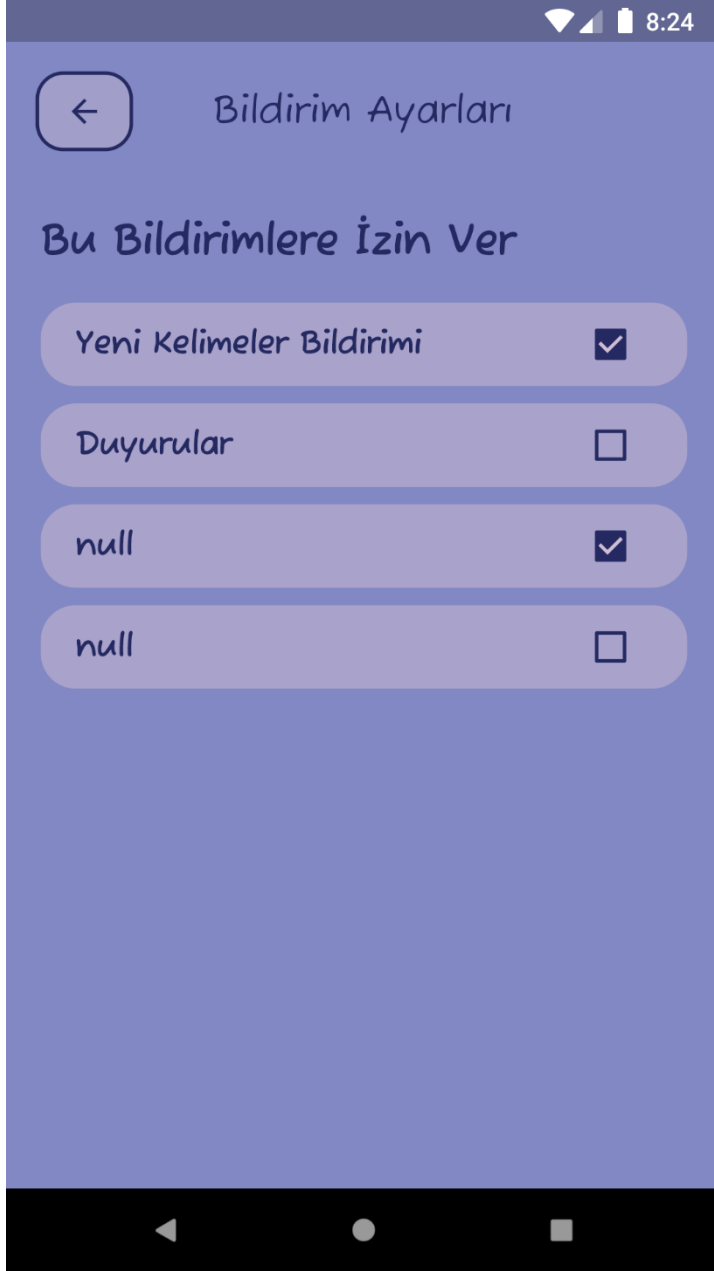 8:24
Bildirim Ayarları
Bu Bildirimlere İzin Ver
Yeni Kelimeler Bildirimi
Duyurular
null
null